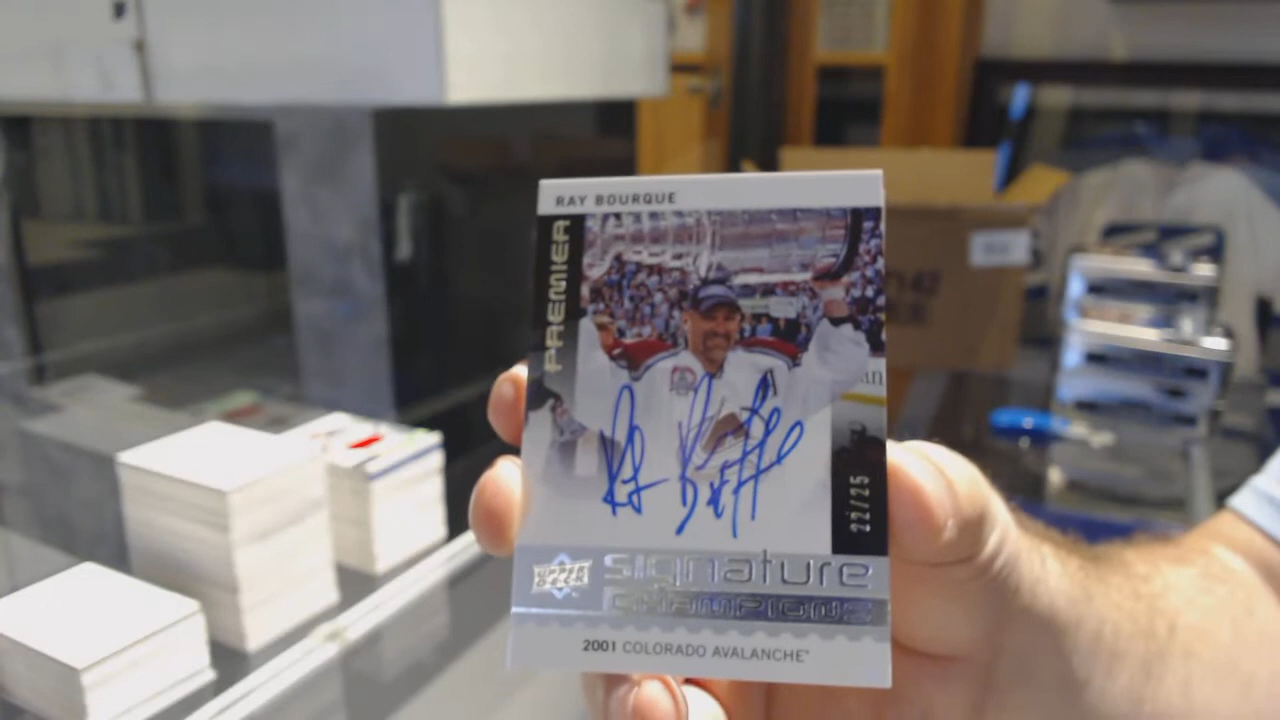 RAY BOURQUE
PREMIER
22/25
UPPER DECK
Signature
CHAMPIONS
2001 COLORADO AVALANCHE